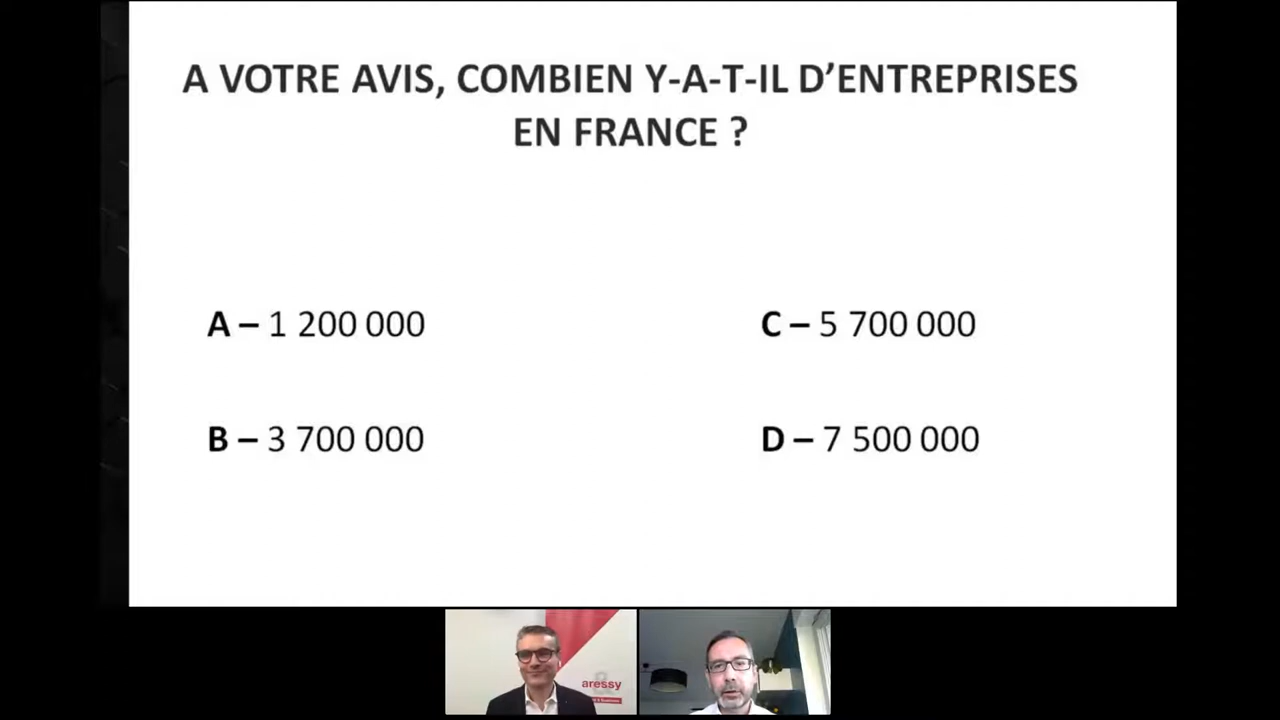 A VOTRE AVIS, COMBIEN Y-A-T-IL D’ENTREPRISES
EN FRANCE ?
A – 1 200 000
C – 5 700 000
B – 3 700 000
D – 7 500 000
aressy